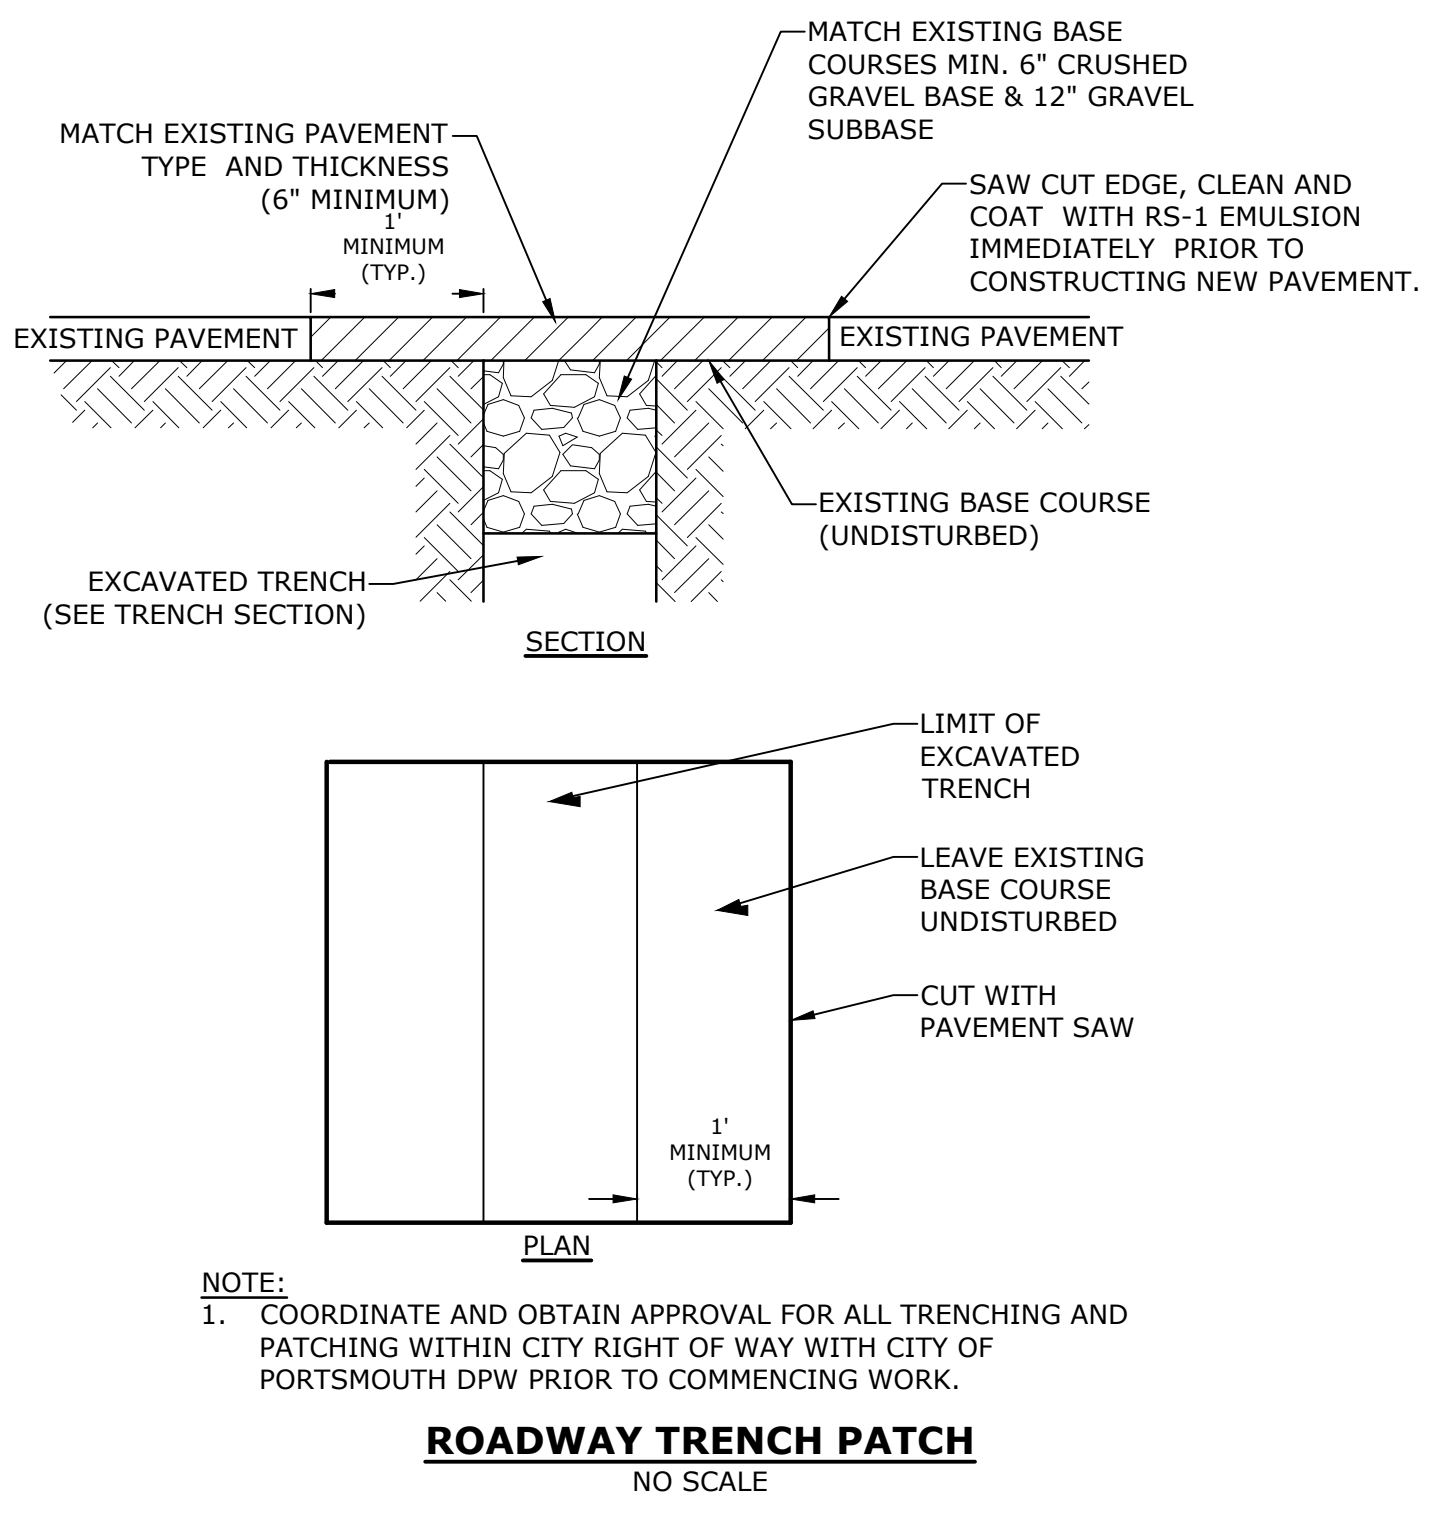 MATCH EXISTING BASE
COURSES MIN. 6" CRUSHED
GRAVEL BASE & 12" GRAVEL
SUBBASE
MATCH EXISTING PAVEMENT
TYPE AND THICKNESS
(6" MINIMUM)
1'
MINIMUM
(TYP.)
SAW CUT EDGE, CLEAN AND
COAT WITH RS-1 EMULSION
IMMEDIATELY PRIOR TO
CONSTRUCTING NEW PAVEMENT.
EXISTING PAVEMENT
EXISTING PAVEMENT
EXISTING BASE COURSE
(UNDISTURBED)
EXCAVATED TRENCH
(SEE TRENCH SECTION)
SECTION
LIMIT OF
EXCAVATED
TRENCH
LEAVE EXISTING
BASE COURSE
UNDISTURBED
CUT WITH
PAVEMENT SAW
1'
MINIMUM
(TYP.)
PLAN
NOTE:
1. COORDINATE AND OBTAIN APPROVAL FOR ALL TRENCHING AND
PATCHING WITHIN CITY RIGHT OF WAY WITH CITY OF
PORTSMOUTH DPW PRIOR TO COMMENCING WORK.
ROADWAY TRENCH PATCH
NO SCALE